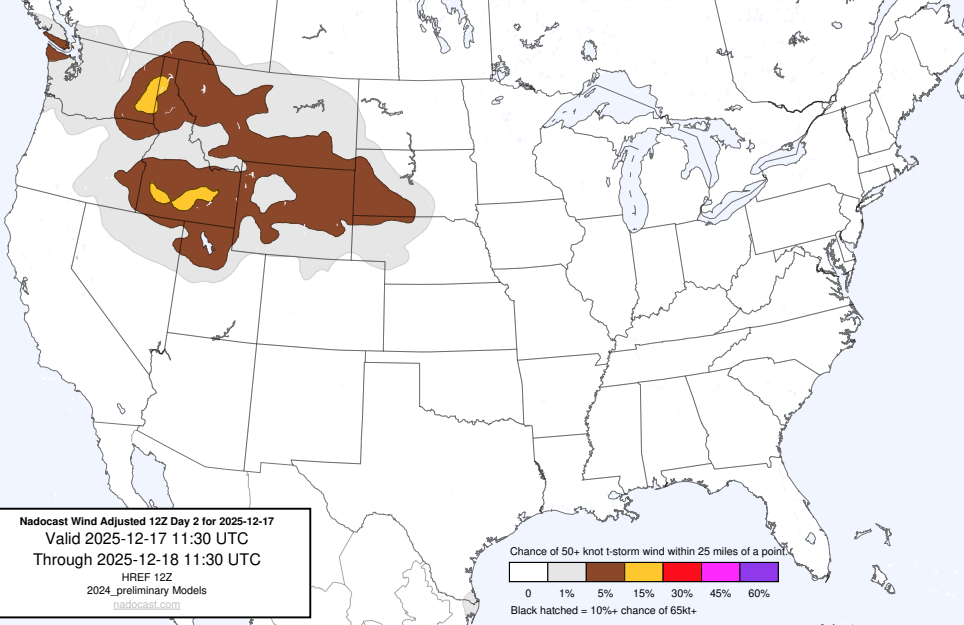 Nadocast Wind Adjusted 12Z Day 2 for 2025-12-17
Valid 2025-12-17 11:30 UTC
Through 2025-12-18 11:30 UTC
HREF 12Z
2024_preliminary Models
nadocast.com
Chance of 50+ knot t-storm wind within 25 miles of a point.
0 1% 5% 15% 30% 45% 60%
Black hatched = 10%+ chance of 65kt+